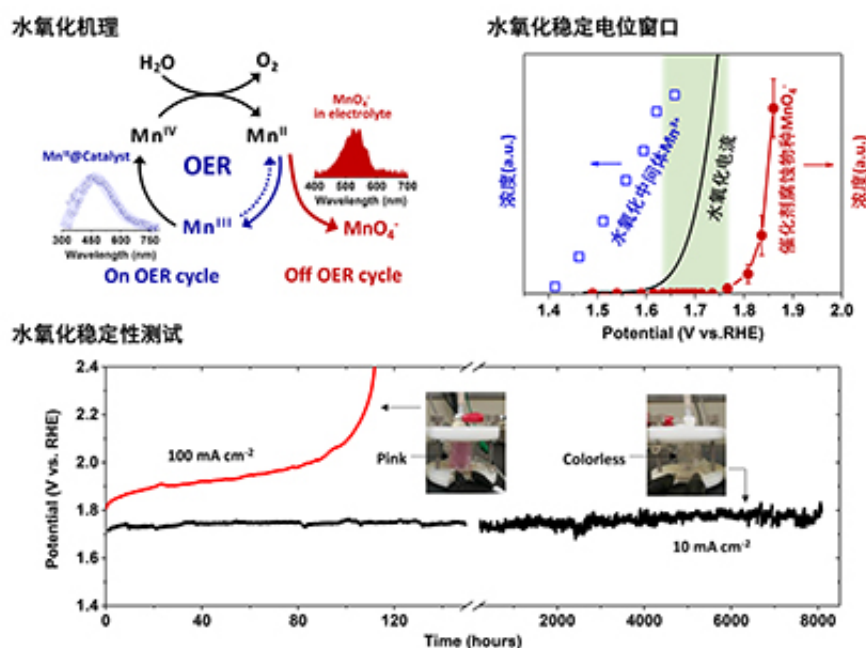 水氧化机理
H₂O
O₂
Mnᴵⱽ
Mnᴵᴵ
OER
Mnᴵᴵᴵ
MnO₄⁻
in electrolyte
400 500 600 700
Wavelength (nm)
MnO₄⁻
Mnᴵᴵᴵ@Catalyst
300 450 600 750
Wavelength (nm)
On OER cycle
Off OER cycle
水氧化稳定电位窗口
浓度(a.u.)
水氧化中间体Mn³⁺
水氧化电流
催化剂腐蚀物种MnO₄⁻
浓度(a.u.)
1.4 1.5 1.6 1.7 1.8 1.9 2.0
Potential (V vs.RHE)
水氧化稳定性测试
Potential (V vs. RHE)
2.4
2.2
2.0
1.8
1.6
1.4
100 mA cm⁻²
Pink
Colorless
10 mA cm⁻²
0 40 80 120 2000 4000 6000 8000
Time (hours)